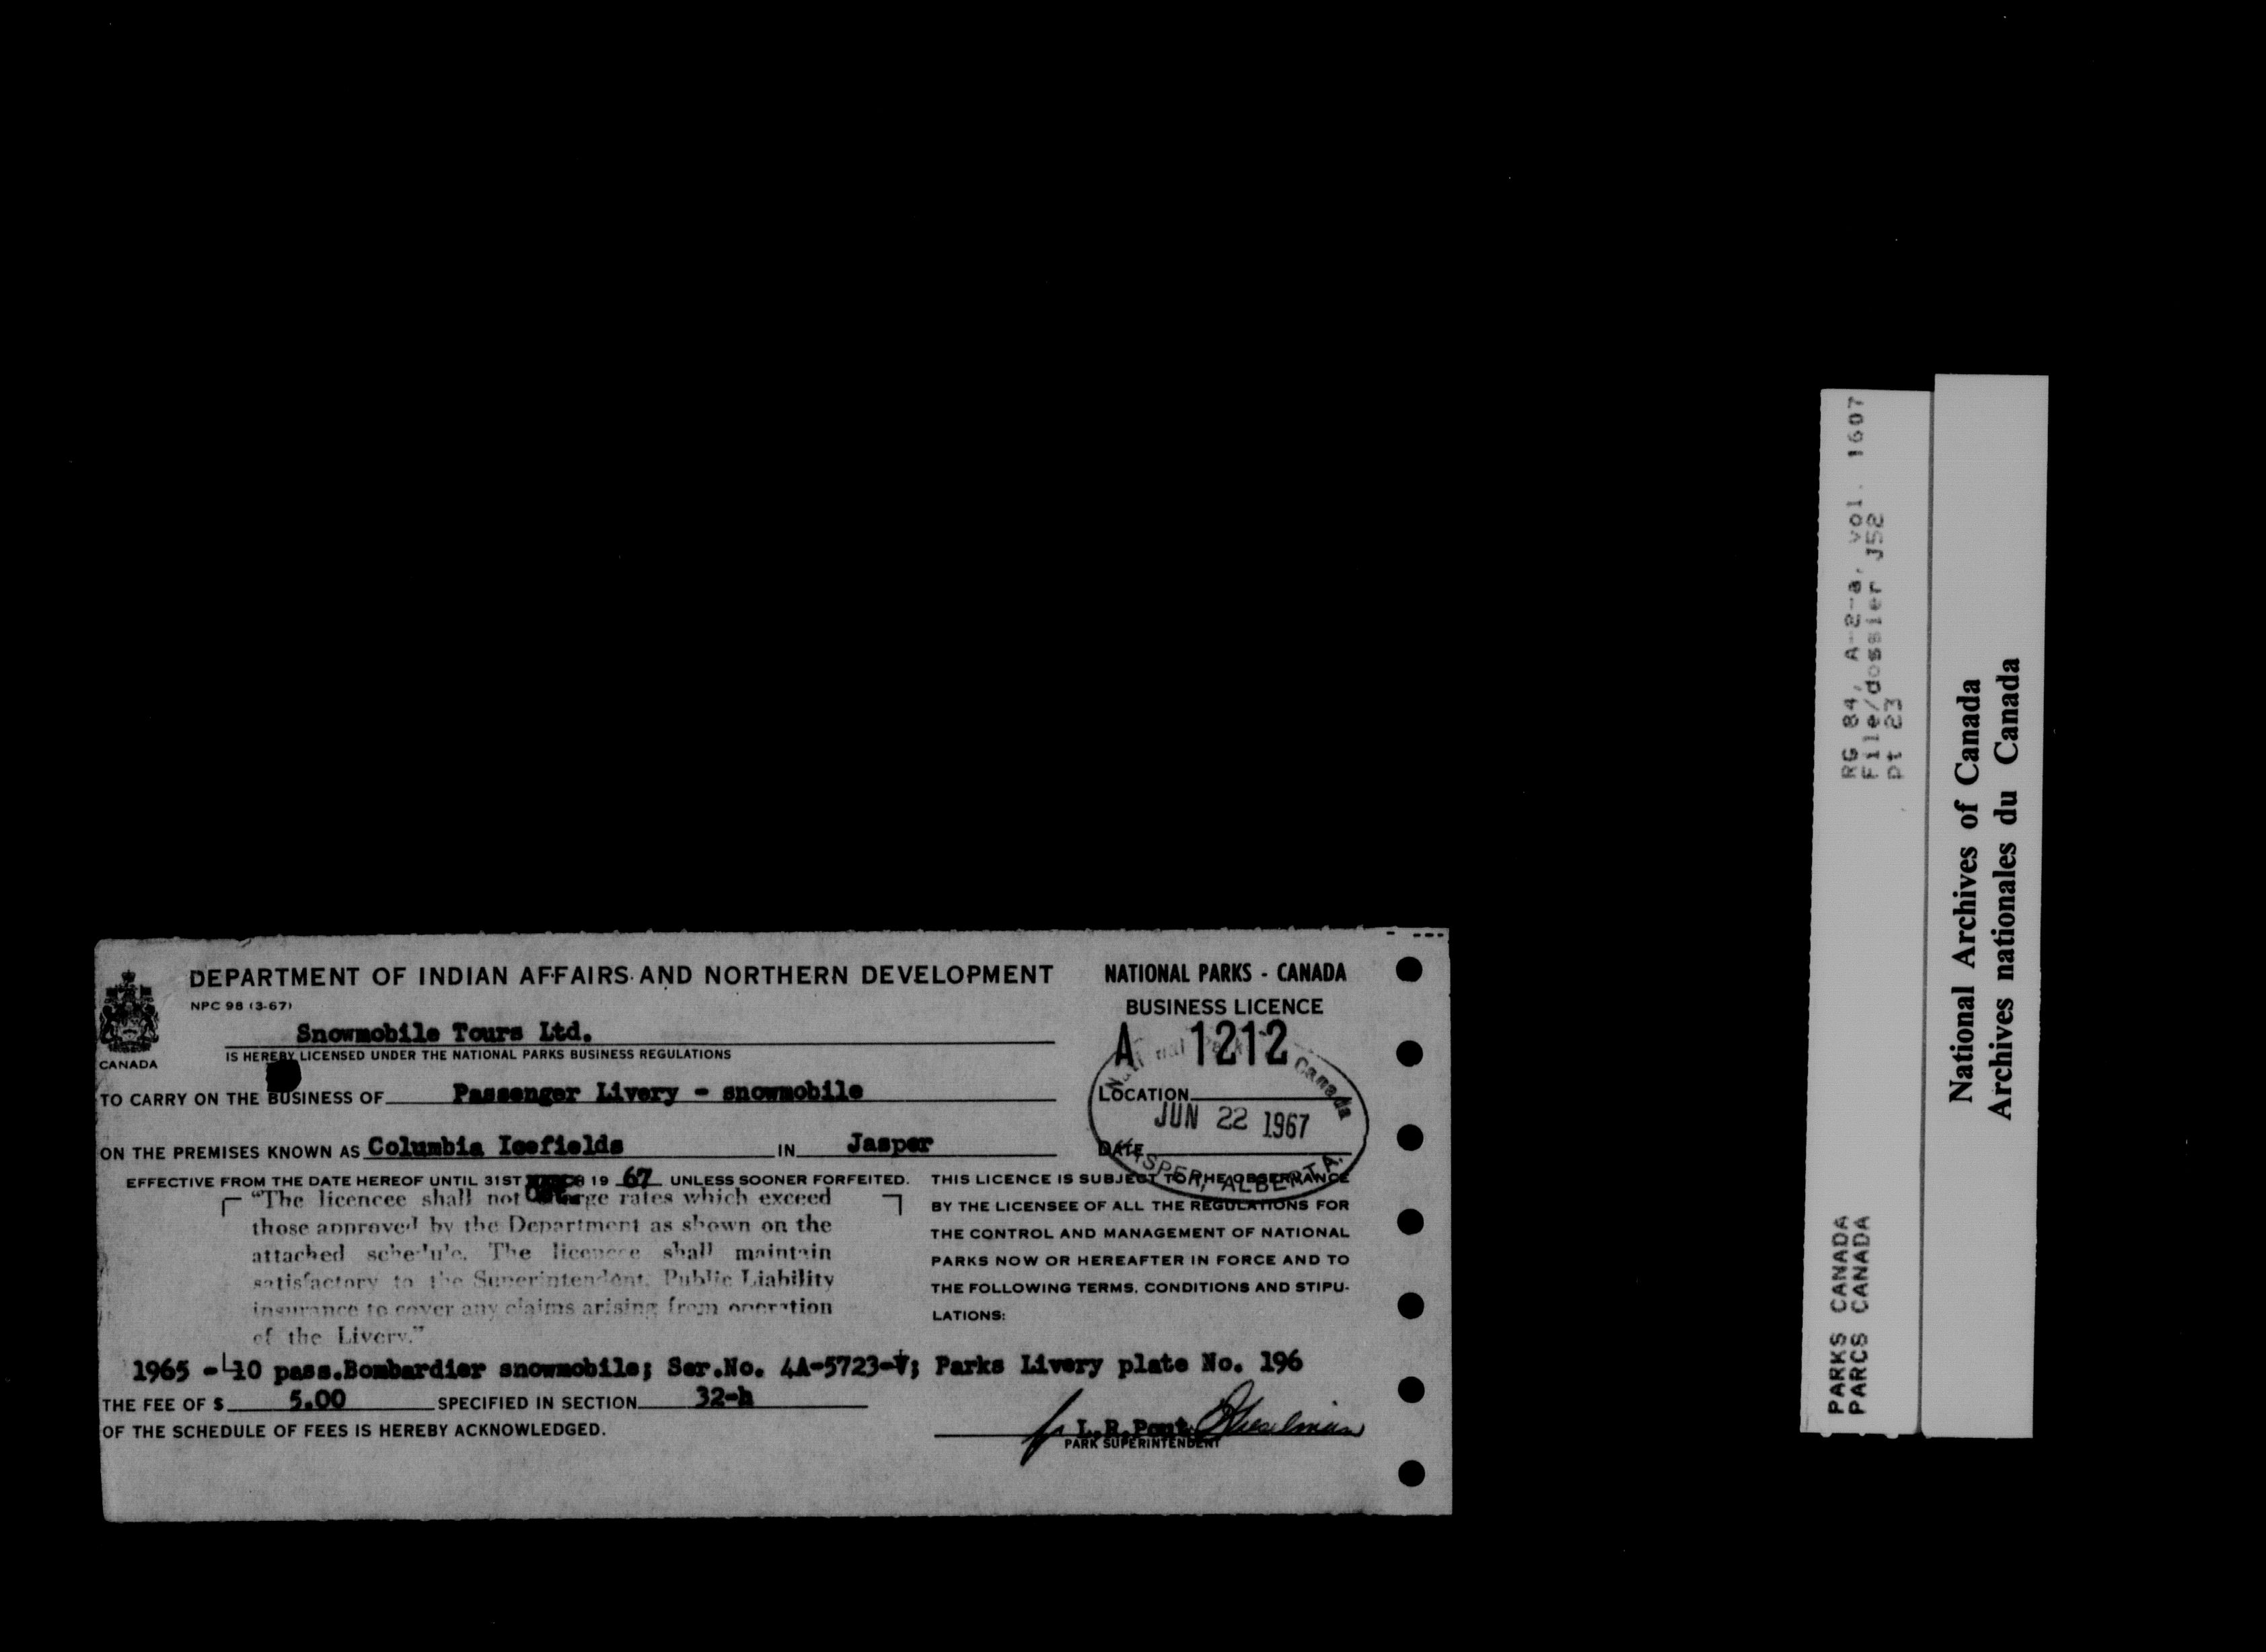 DEPARTMENT OF INDIAN AFFAIRS AND NORTHERN DEVELOPMENT
NPC 98 (3-67)
CANADA
Snowmobile Tours Ltd.
IS HEREBY LICENSED UNDER THE NATIONAL PARKS BUSINESS REGULATIONS
TO CARRY ON THE BUSINESS OF Passenger Livery - snowmobile
ON THE PREMISES KNOWN AS Columbia Icefields IN Jasper
EFFECTIVE FROM THE DATE HEREOF UNTIL 31ST Oct. 19 67 UNLESS SOONER FORFEITED.
NATIONAL PARKS - CANADA
BUSINESS LICENCE
A 1212
Canada
LOCATION
JUN 22 1967
DATE
JASPER, ALBERTA.
THIS LICENCE IS SUBJECT TO THE OBSERVANCE
BY THE LICENSEE OF ALL THE REGULATIONS FOR
THE CONTROL AND MANAGEMENT OF NATIONAL
PARKS NOW OR HEREAFTER IN FORCE AND TO
THE FOLLOWING TERMS, CONDITIONS AND STIPU-
LATIONS:
"The licencee shall not charge rates which exceed
those approved by the Department as shown on the
attached schedule. The licencee shall maintain
satisfactory to the Superintendent, Public Liability
insurance to cover any claims arising from operation
of the Livery."
1965 - 10 pass.Bombardier snowmobile; Ser.No. 4A-5723-V; Parks Livery plate No. 196
THE FEE OF $ 5.00 SPECIFIED IN SECTION 32-h
OF THE SCHEDULE OF FEES IS HEREBY ACKNOWLEDGED.
L.R.Pont
PARK SUPERINTENDENT
RG 84, A-2-a, vol. 1607
File/dossier J52
pt 23
PARKS CANADA
PARCS CANADA
National Archives of Canada
Archives nationales du Canada